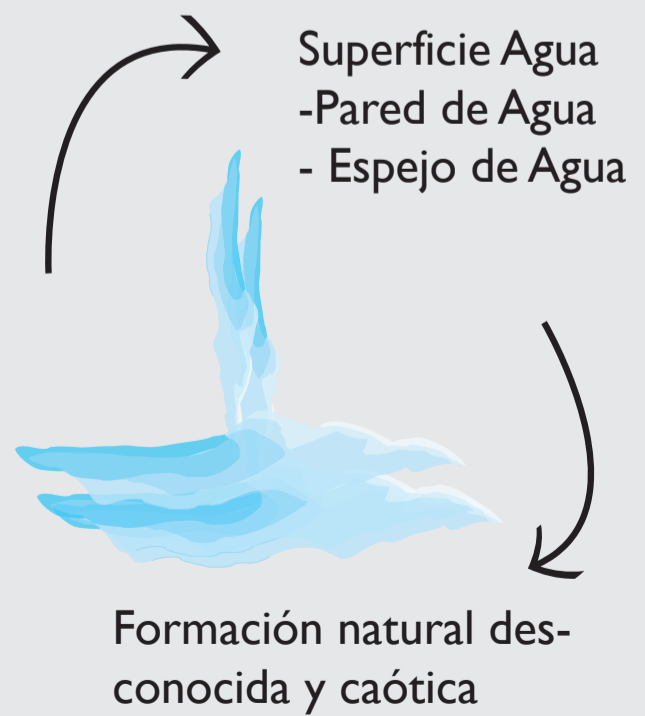 Superficie Agua
-Pared de Agua
- Espejo de Agua
Formación natural des-
conocida y caótica